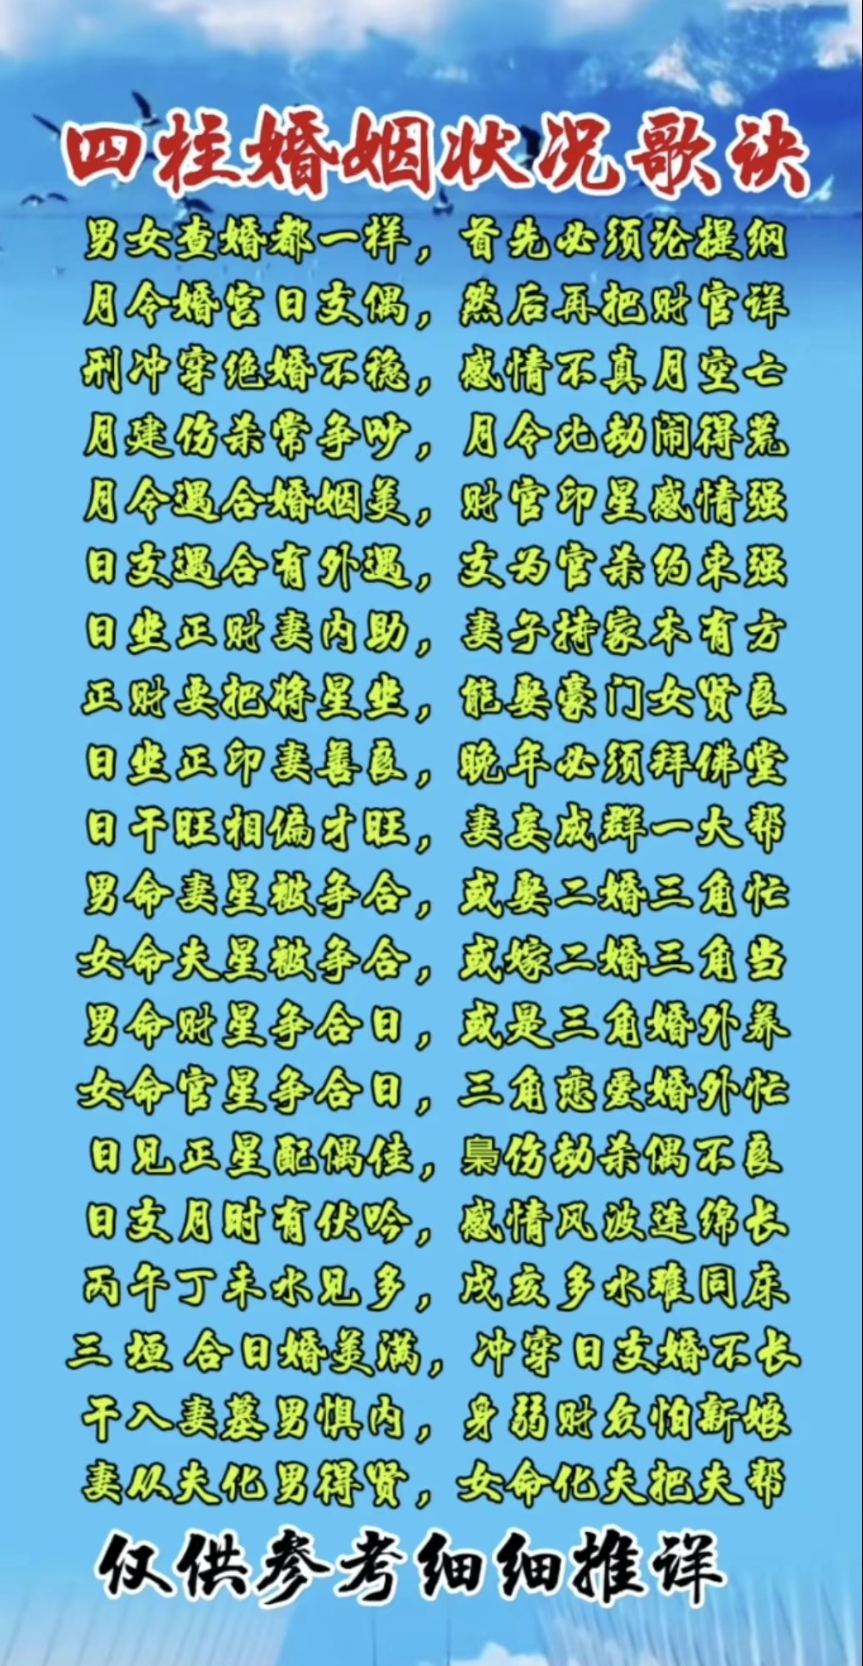 四柱婚姻状况歌诀
男女查婚都一样，首先必须论提纲
月令婚宫日支偶，然后再把财官详
刑冲穿绝婚不稳，感情不真月空亡
月建伤杀常争吵，月令比劫闹得荒
月令遇合婚姻美，财官印星感情强
日支遇合有外遇，支为官杀约束强
日坐正财妻内助，妻子持家本有方
正财要把将星坐，能娶豪门女贤良
日坐正印妻善良，晚年必须拜佛堂
日干旺相偏才旺，妻妾成群一大帮
男命妻星被争合，或娶二婚三角忙
女命夫星被争合，或嫁二婚三角当
男命财星争合日，或是三角婚外养
女命官星争合日，三角恋爱婚外忙
日见正星配偶佳，梟伤劫杀偶不良
日支月时有伏吟，感情风波连绵长
丙午丁未水见多，戌亥多水难同床
三垣合日婚美满，冲穿日支婚不长
干入妻墓男惧内，身弱财众怕新娘
妻从夫化男得贤，女命化夫把夫帮
仅供参考细细推详